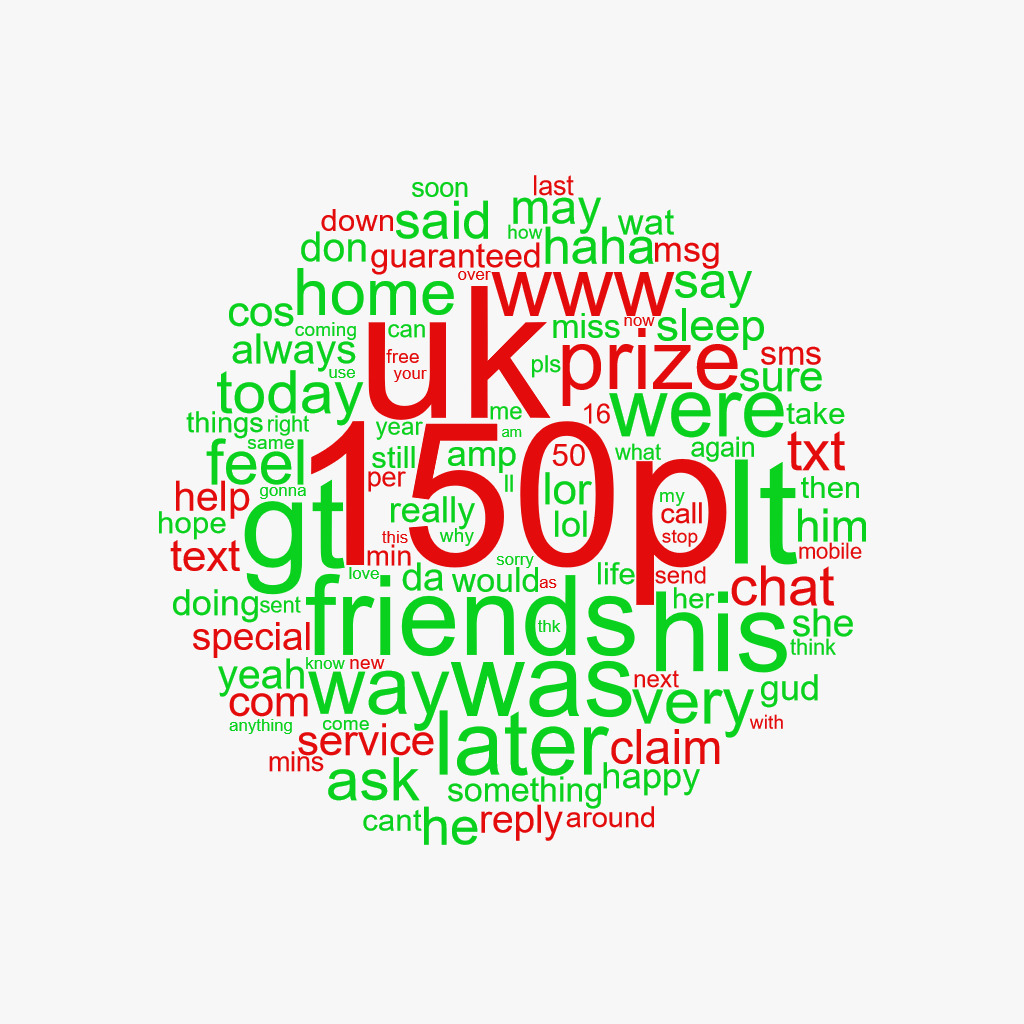 soon
last
down
said
may
wat
don
guaranteed
how
haha
msg
over
home
www
say
cos
coming
can
uk
miss
now
sleep
always
free
use
your
pls
prize
sms
sure
today
me
16
were
take
things
right
year
am
same
feel
still
amp
50
what
again
txt
help
gonna
per
150p
ll
lor
my
lt
then
hope
gt
really
lol
call
him
this
why
stop
text
min
sorry
mobile
love
da
would
as
life
send
chat
doing
sent
friends
her
his
she
special
thk
think
yeah
know
new
way
was
next
very
gud
com
anything
come
service
later
claim
with
mins
ask
something
happy
cant
he
reply
around